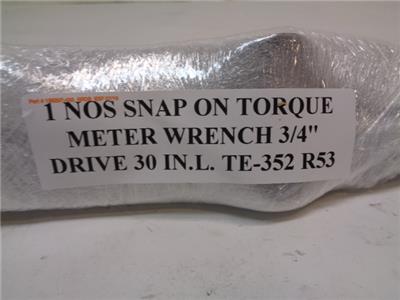 1 NOS SNAP ON TORQUE
METER WRENCH 3/4"
DRIVE 30 IN.L. TE-352 R53